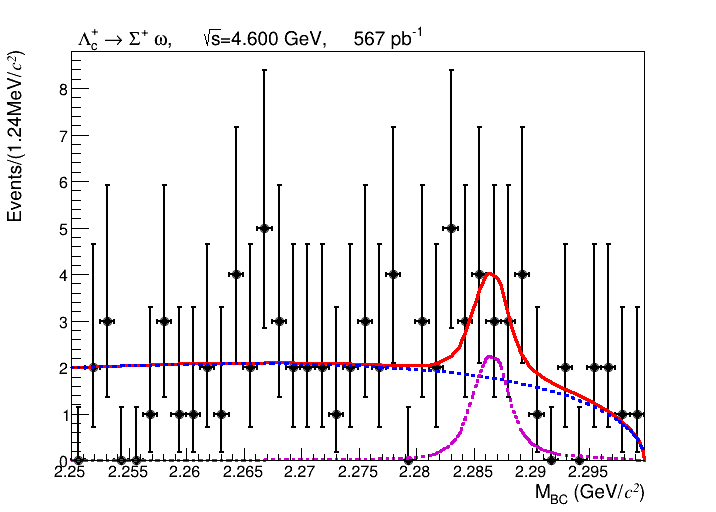 Λc+ → Σ+ ω, √s=4.600 GeV, 567 pb-1
Events/(1.24MeV/c2)
8
7
6
5
4
3
2
1
0
2.25 2.255 2.26 2.265 2.27 2.275 2.28 2.285 2.29 2.295
MBC (GeV/c2)